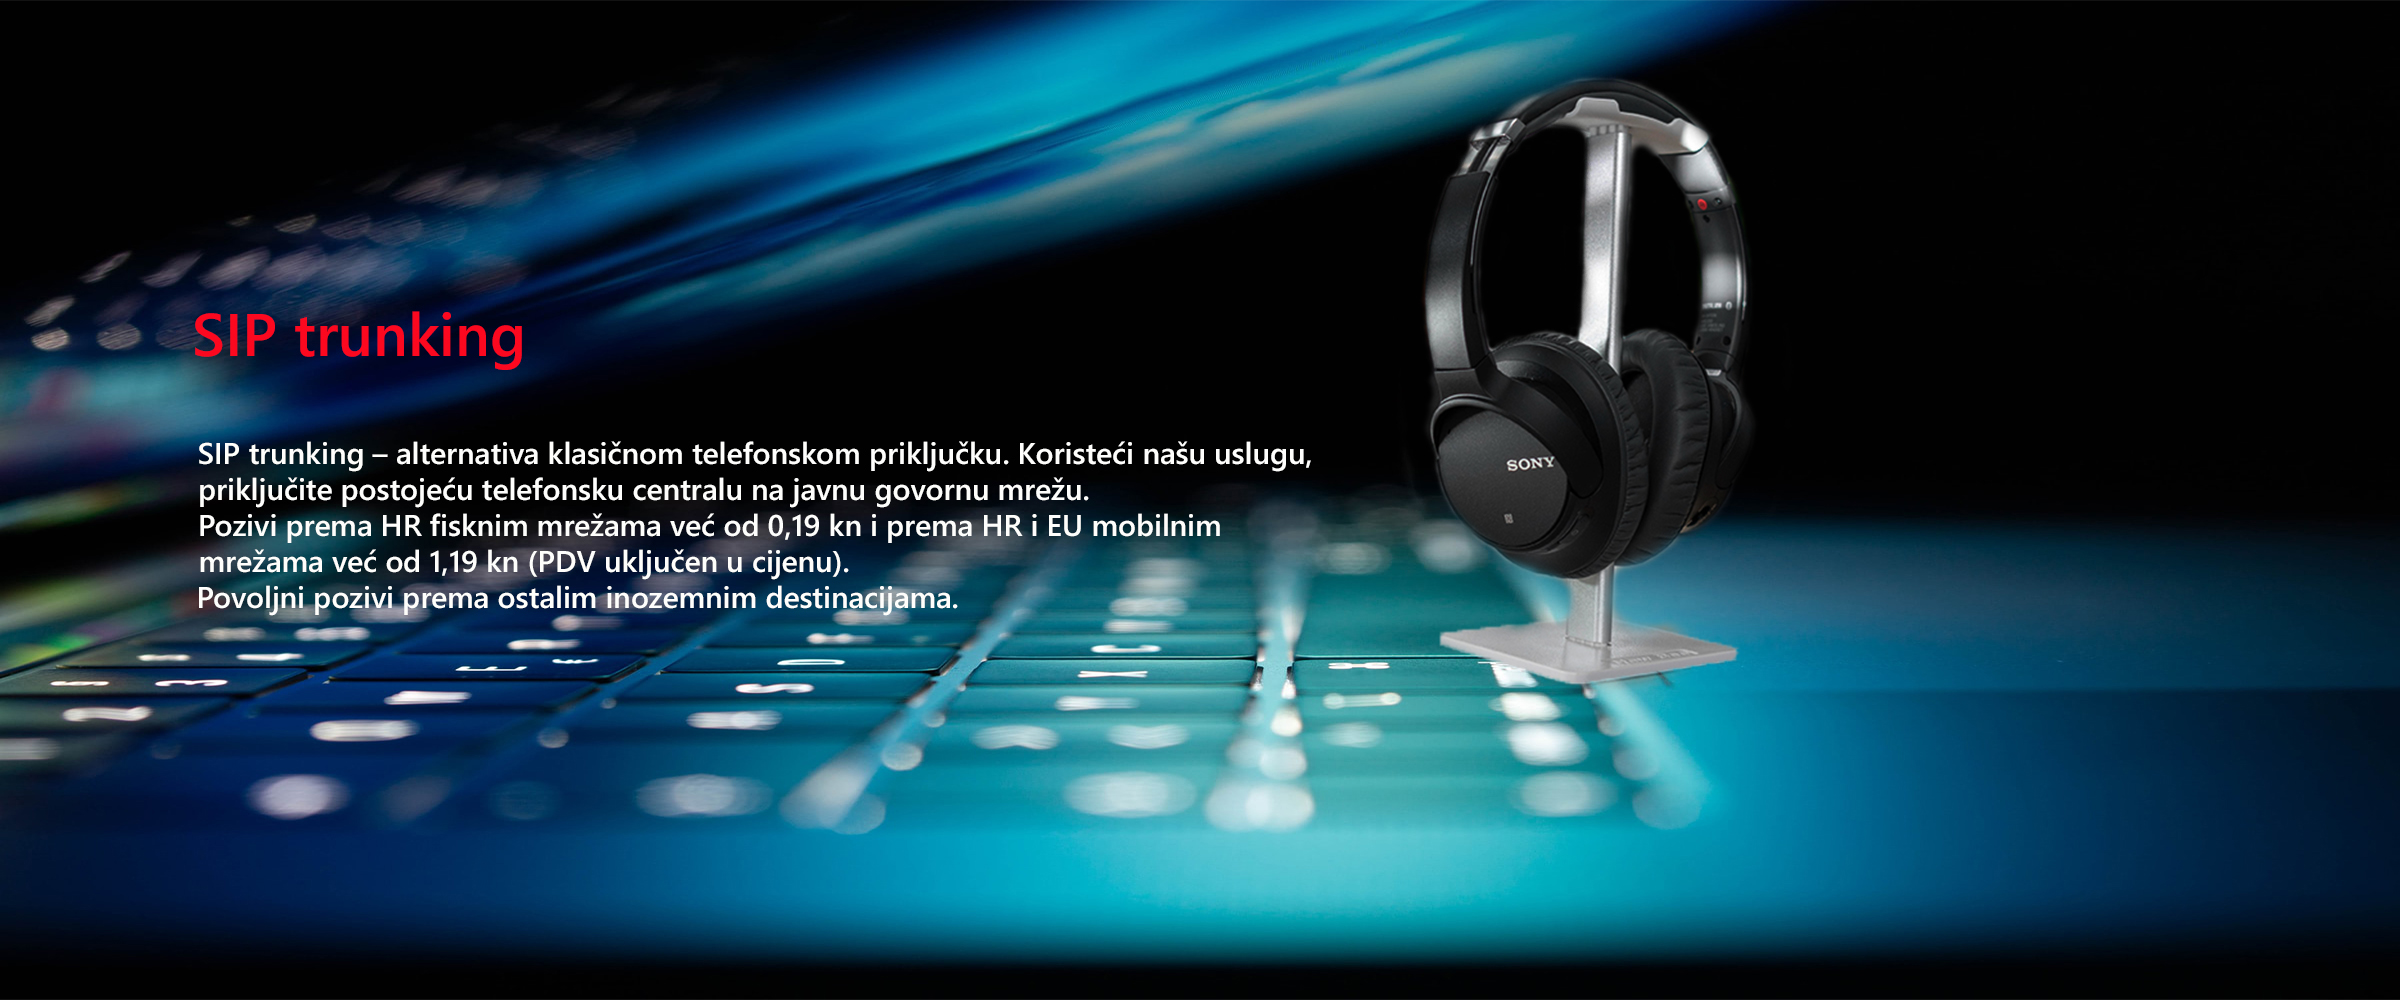 SIP trunking
SIP trunking – alternativa klasičnom telefonskom priključku. Koristeći našu uslugu,
priključite postojeću telefonsku centralu na javnu govornu mrežu.
Pozivi prema HR fisknim mrežama već od 0,19 kn i prema HR i EU mobilnim
mrežama već od 1,19 kn (PDV uključen u cijenu).
Povoljni pozivi prema ostalim inozemnim destinacijama.
SONY